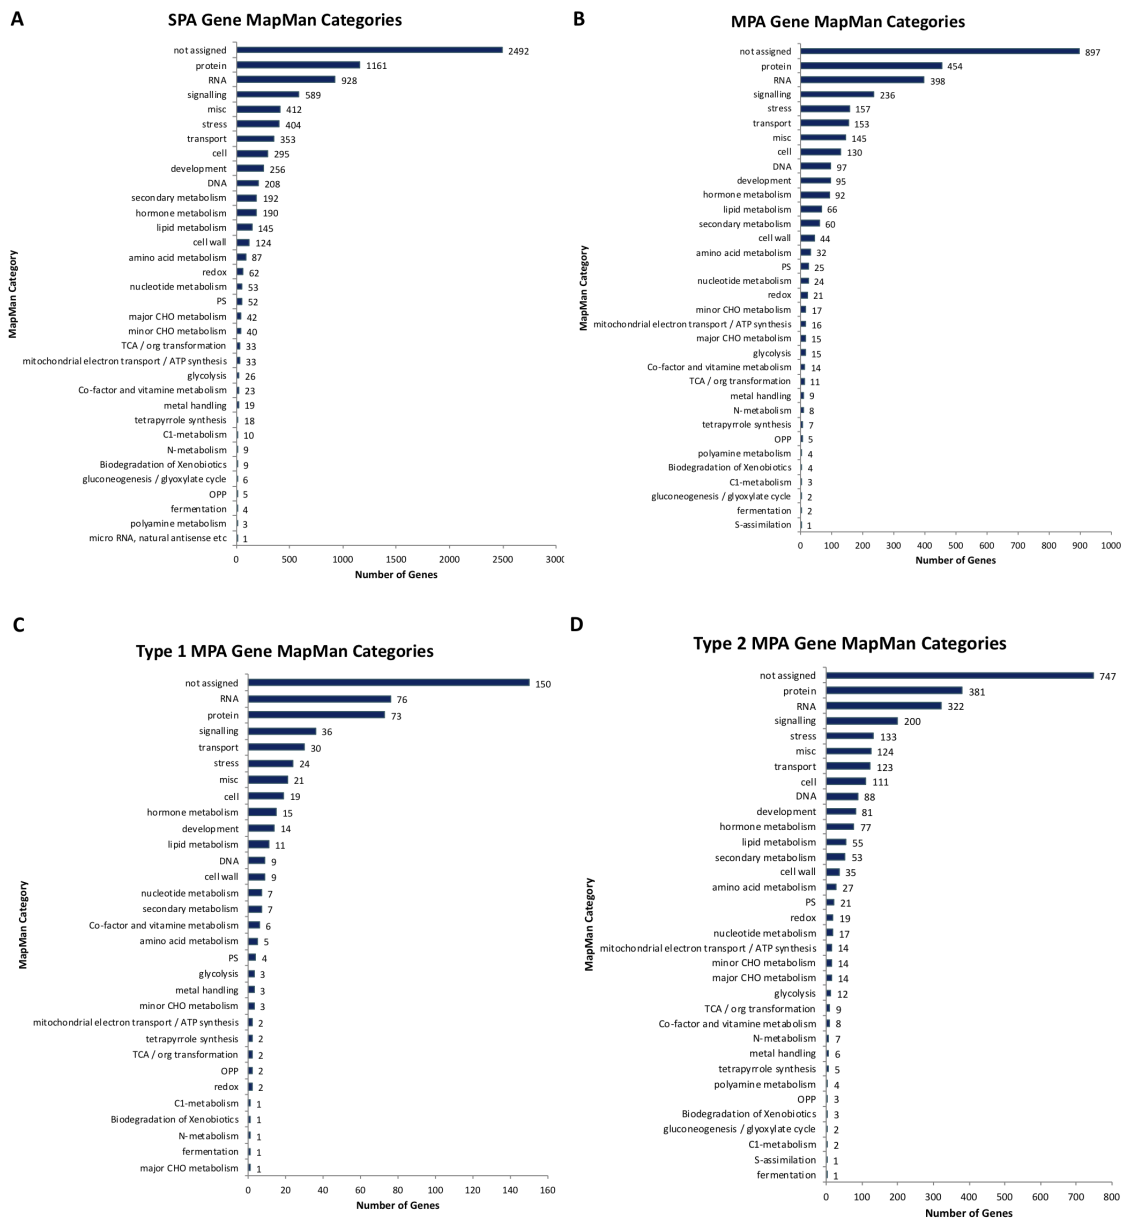 A
SPA Gene MapMan Categories
MapMan Category
not assigned 2492
protein 1161
RNA 928
signalling 589
misc 412
stress 404
transport 353
cell 295
development 256
DNA 208
secondary metabolism 192
hormone metabolism 190
lipid metabolism 145
cell wall 124
amino acid metabolism 87
redox 62
nucleotide metabolism 53
PS 52
major CHO metabolism 42
minor CHO metabolism 40
TCA / org transformation 33
mitochondrial electron transport / ATP synthesis 33
glycolysis 26
Co-factor and vitamine metabolism 23
metal handling 19
tetrapyrrole synthesis 18
C1-metabolism 10
N-metabolism 9
Biodegradation of Xenobiotics 9
gluconeogenesis / glyoxylate cycle 6
OPP 5
fermentation 4
polyamine metabolism 3
micro RNA, natural antisense etc 1
0 500 1000 1500 2000 2500 3000
Number of Genes
B
MPA Gene MapMan Categories
MapMan Category
not assigned 897
protein 454
RNA 398
signalling 236
stress 157
transport 153
misc 145
cell 130
DNA 97
development 95
hormone metabolism 92
lipid metabolism 66
secondary metabolism 60
cell wall 44
amino acid metabolism 32
PS 25
nucleotide metabolism 24
redox 21
minor CHO metabolism 17
mitochondrial electron transport / ATP synthesis 16
major CHO metabolism 15
glycolysis 15
Co-factor and vitamine metabolism 14
TCA / org transformation 11
metal handling 9
N-metabolism 8
tetrapyrrole synthesis 7
OPP 5
polyamine metabolism 4
Biodegradation of Xenobiotics 4
C1-metabolism 3
gluconeogenesis / glyoxylate cycle 2
fermentation 2
S-assimilation 1
0 100 200 300 400 500 600 700 800 900 1000
Number of Genes
C
Type 1 MPA Gene MapMan Categories
MapMan Category
not assigned 150
RNA 76
protein 73
signalling 36
transport 30
stress 24
misc 21
cell 19
hormone metabolism 15
development 14
lipid metabolism 11
DNA 9
cell wall 9
nucleotide metabolism 7
secondary metabolism 7
Co-factor and vitamine metabolism 6
amino acid metabolism 5
PS 4
glycolysis 3
metal handling 3
minor CHO metabolism 3
mitochondrial electron transport / ATP synthesis 2
tetrapyrrole synthesis 2
TCA / org transformation 2
OPP 2
redox 2
C1-metabolism 1
Biodegradation of Xenobiotics 1
N-metabolism 1
fermentation 1
major CHO metabolism 1
0 20 40 60 80 100 120 140 160
Number of Genes
D
Type 2 MPA Gene MapMan Categories
MapMan Category
not assigned 747
protein 381
RNA 322
signalling 200
stress 133
misc 124
transport 123
cell 111
DNA 88
development 81
hormone metabolism 77
lipid metabolism 55
secondary metabolism 53
cell wall 35
amino acid metabolism 27
PS 21
redox 19
nucleotide metabolism 17
mitochondrial electron transport / ATP synthesis 14
minor CHO metabolism 14
major CHO metabolism 14
glycolysis 12
TCA / org transformation 9
Co-factor and vitamine metabolism 8
N-metabolism 7
metal handling 6
tetrapyrrole synthesis 5
polyamine metabolism 4
OPP 3
Biodegradation of Xenobiotics 3
gluconeogenesis / glyoxylate cycle 2
C1-metabolism 2
S-assimilation 1
fermentation 1
0 100 200 300 400 500 600 700 800
Number of Genes